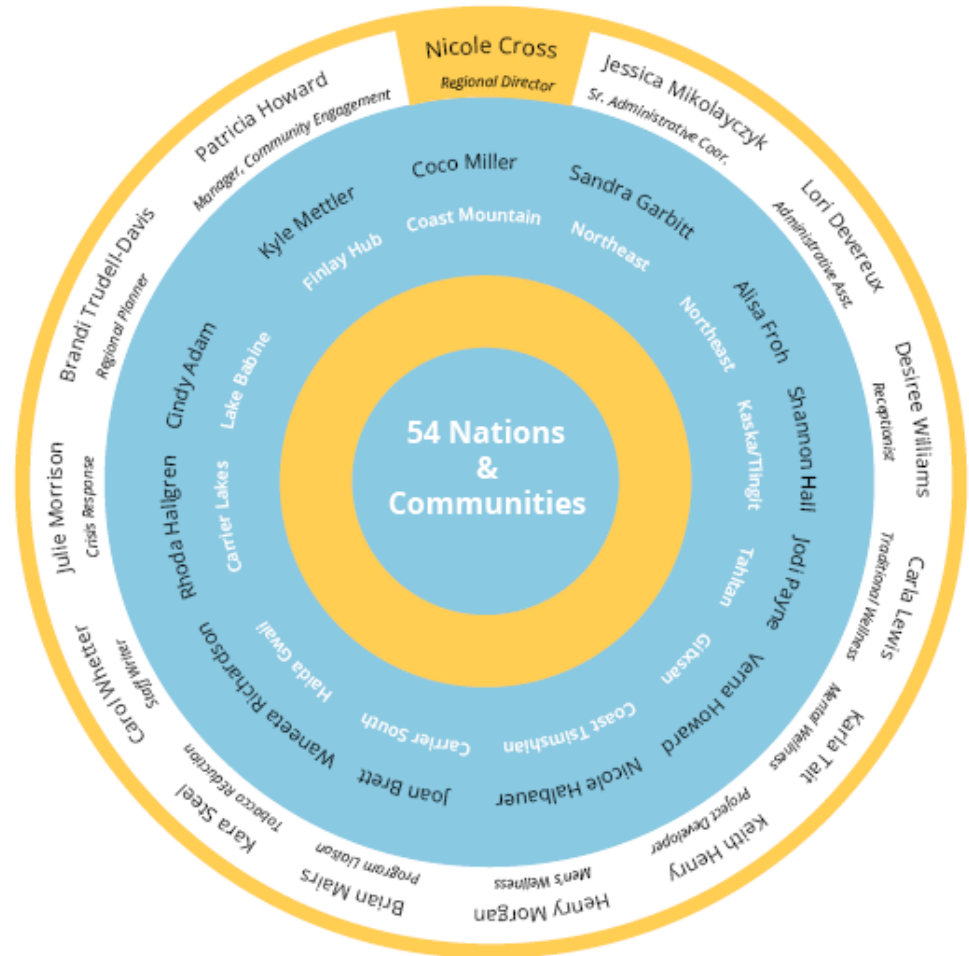 Nicole Cross
Regional Director
Jessica Mikolayczyk
Sr. Administrative Coor.
Lori Devereux
Administrative Asst.
Desiree Williams
Receptionist
Carla Lewis
Traditional Wellness
Karla Tait
Mental Wellness
Keith Henry
Project Developer
Henry Morgan
Men's Wellness
Brian Mairs
Program Liaison
Kara Steel
Tobacco Reduction
Carol Whetter
Staff Writer
Julie Morrison
Crisis Response
Brandi Trudell-Davis
Regional Planner
Patricia Howard
Manager, Community Engagement
Coco Miller
Coast Mountain
Sandra Garbitt
Northeast
Alisa Froh
Northeast
Shannon Hall
Kaska/Tlingit
Jodi Payne
Tahltan
Verna Howard
Gitxsan
Nicole Halbauer
Coast Tsimshian
Joan Brett
Carrier South
Waneeta Richardson
Haida Gwaii
Rhoda Hallgren
Carrier Lakes
Cindy Adam
Lake Babine
Kyle Mettler
Finlay Hub
54 Nations
&
Communities